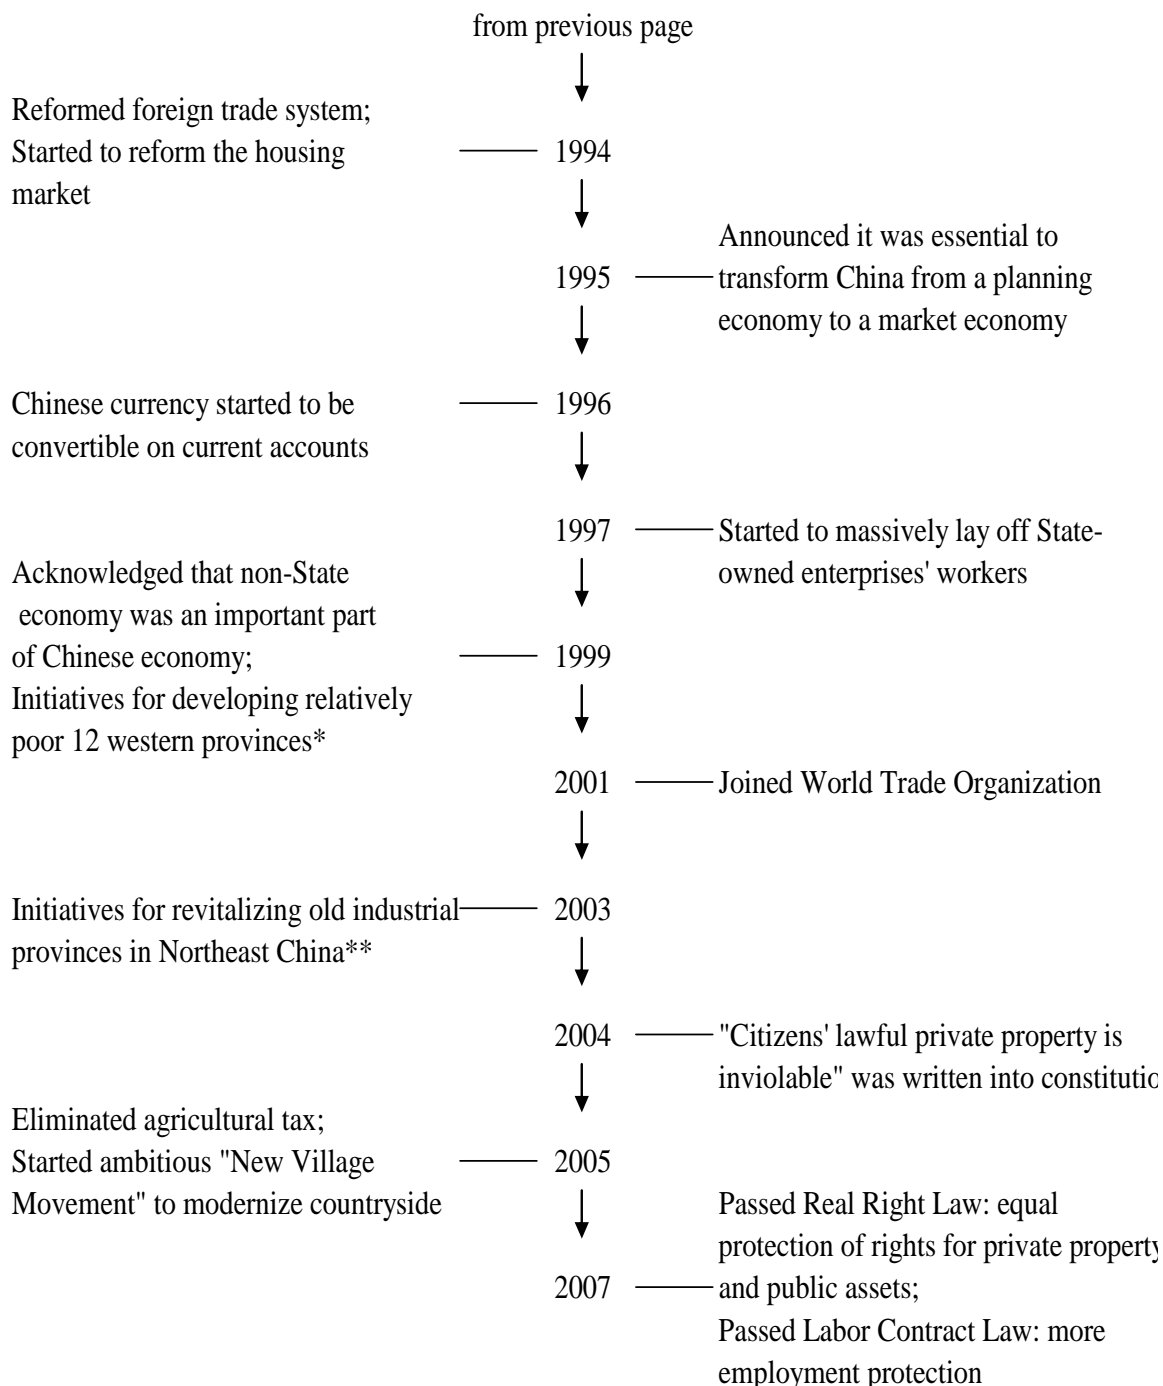 from previous page
Reformed foreign trade system;
Started to reform the housing
market
1994
Announced it was essential to
transform China from a planning
economy to a market economy
1995
Chinese currency started to be
convertible on current accounts
1996
1997
Started to massively lay off State-
owned enterprises' workers
Acknowledged that non-State
economy was an important part
of Chinese economy;
Initiatives for developing relatively
poor 12 western provinces*
1999
2001
Joined World Trade Organization
Initiatives for revitalizing old industrial
provinces in Northeast China**
2003
2004
"Citizens' lawful private property is
inviolable" was written into constitutio
Eliminated agricultural tax;
Started ambitious "New Village
Movement" to modernize countryside
2005
2007
Passed Real Right Law: equal
protection of rights for private property
and public assets;
Passed Labor Contract Law: more
employment protection